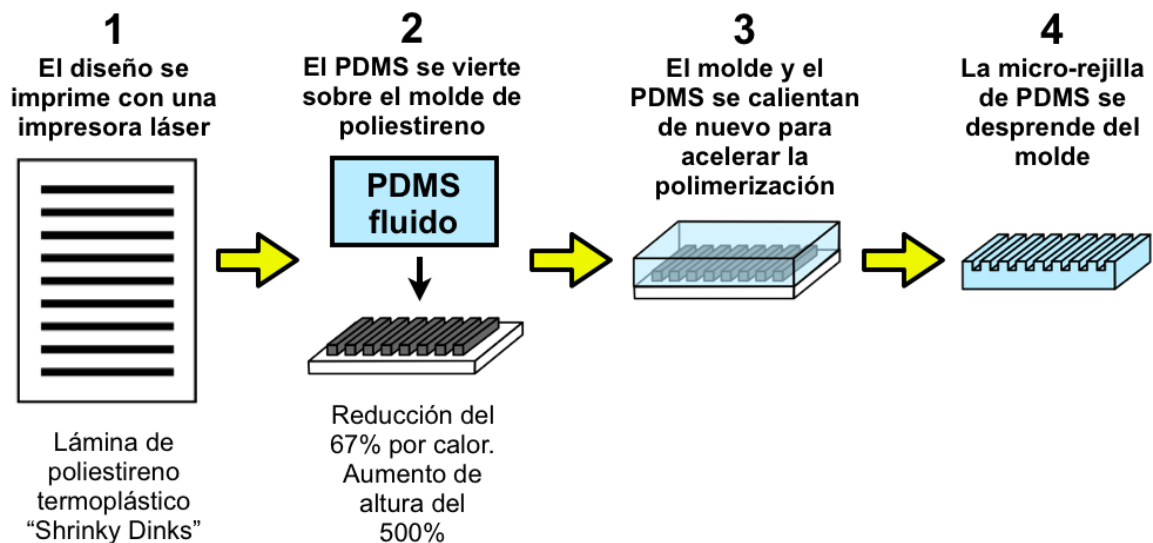 1
El diseño se
imprime con una
impresora láser
Lámina de
poliestireno
termoplástico
“Shrinky Dinks”
2
El PDMS se vierte
sobre el molde de
poliestireno
PDMS
fluido
Reducción del
67% por calor.
Aumento de
altura del
500%
3
El molde y el
PDMS se calientan
de nuevo para
acelerar la
polimerización
4
La micro-rejilla
de PDMS se
desprende del
molde